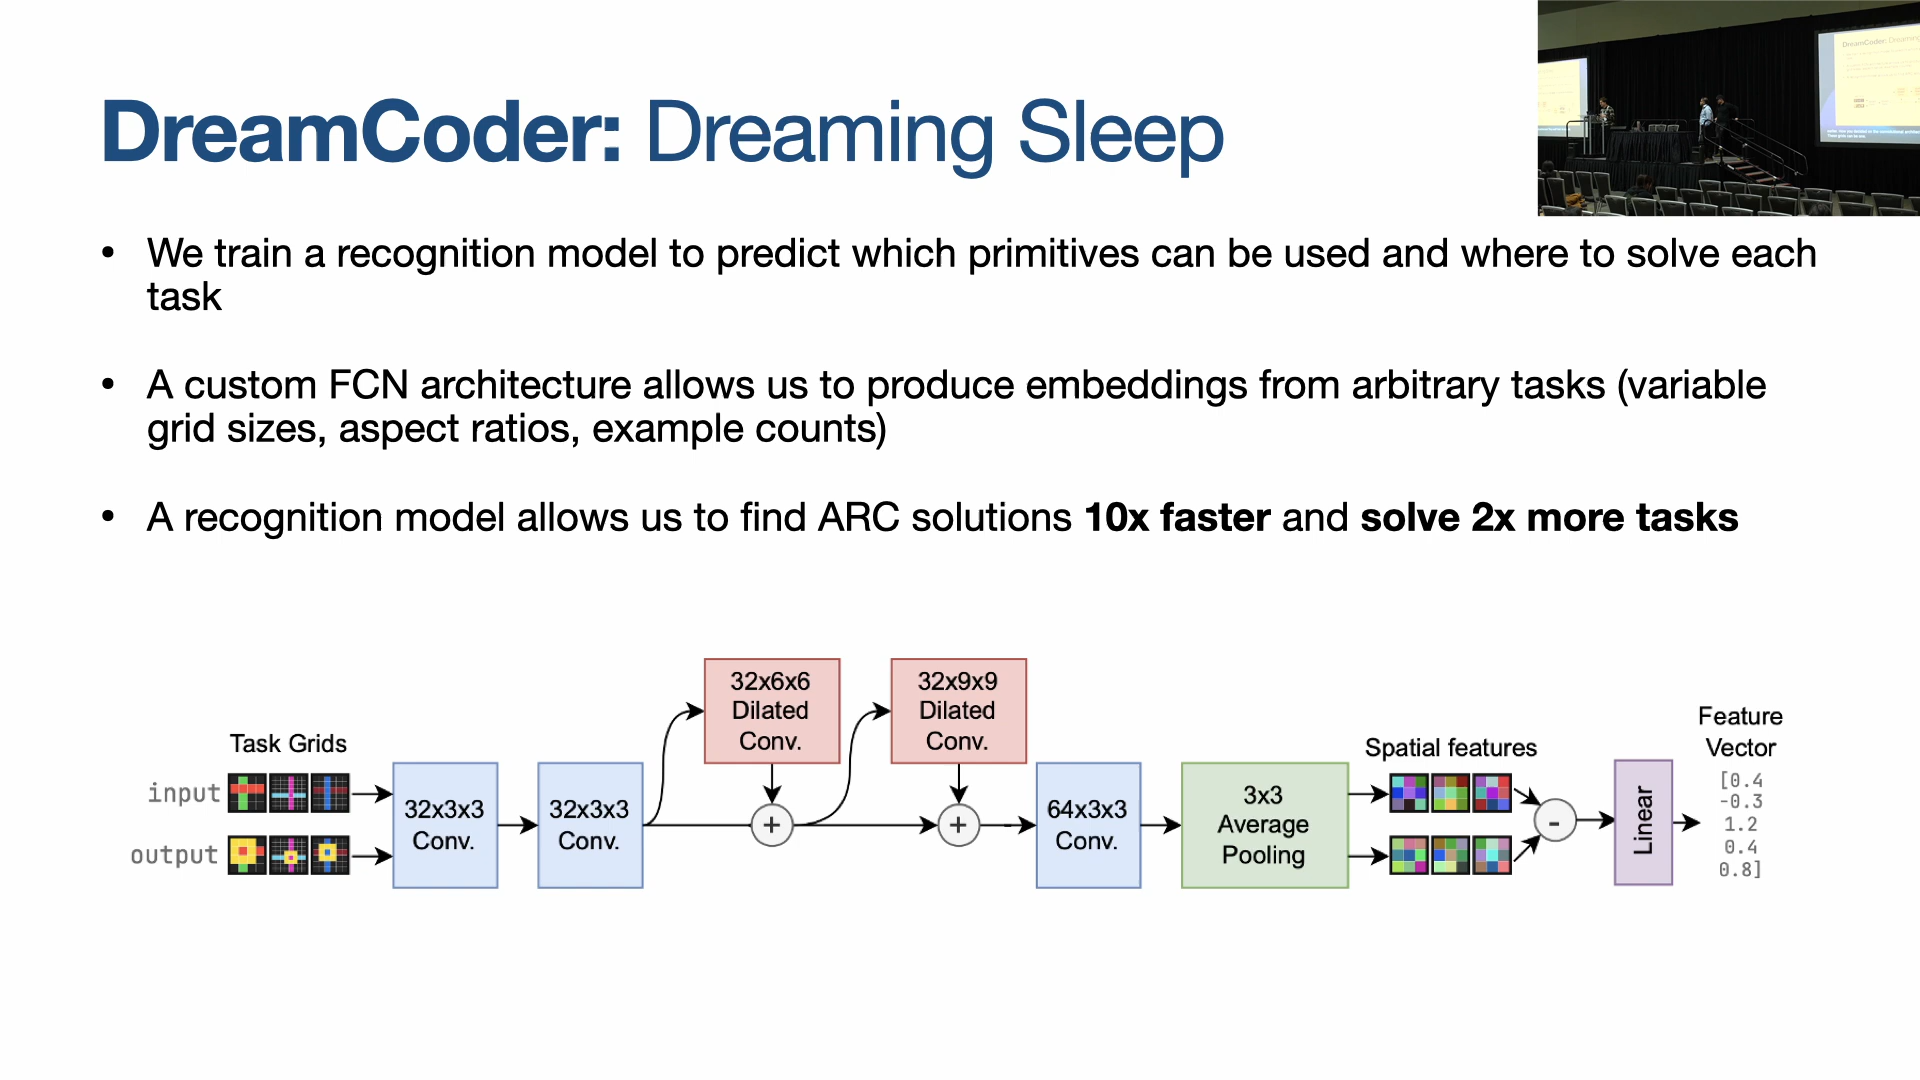 DreamCoder: Dreaming Sleep
• We train a recognition model to predict which primitives can be used and where to solve each
task
• A custom FCN architecture allows us to produce embeddings from arbitrary tasks (variable
grid sizes, aspect ratios, example counts)
• A recognition model allows us to find ARC solutions 10x faster and solve 2x more tasks
Task Grids
input
output
32x3x3
Conv.
32x3x3
Conv.
32x6x6
Dilated
Conv.
+
32x9x9
Dilated
Conv.
+
64x3x3
Conv.
3x3
Average
Pooling
Spatial features
-
Linear
Feature
Vector
[0.4
-0.3
1.2
0.4
0.8]
DreamCoder: Dreaming